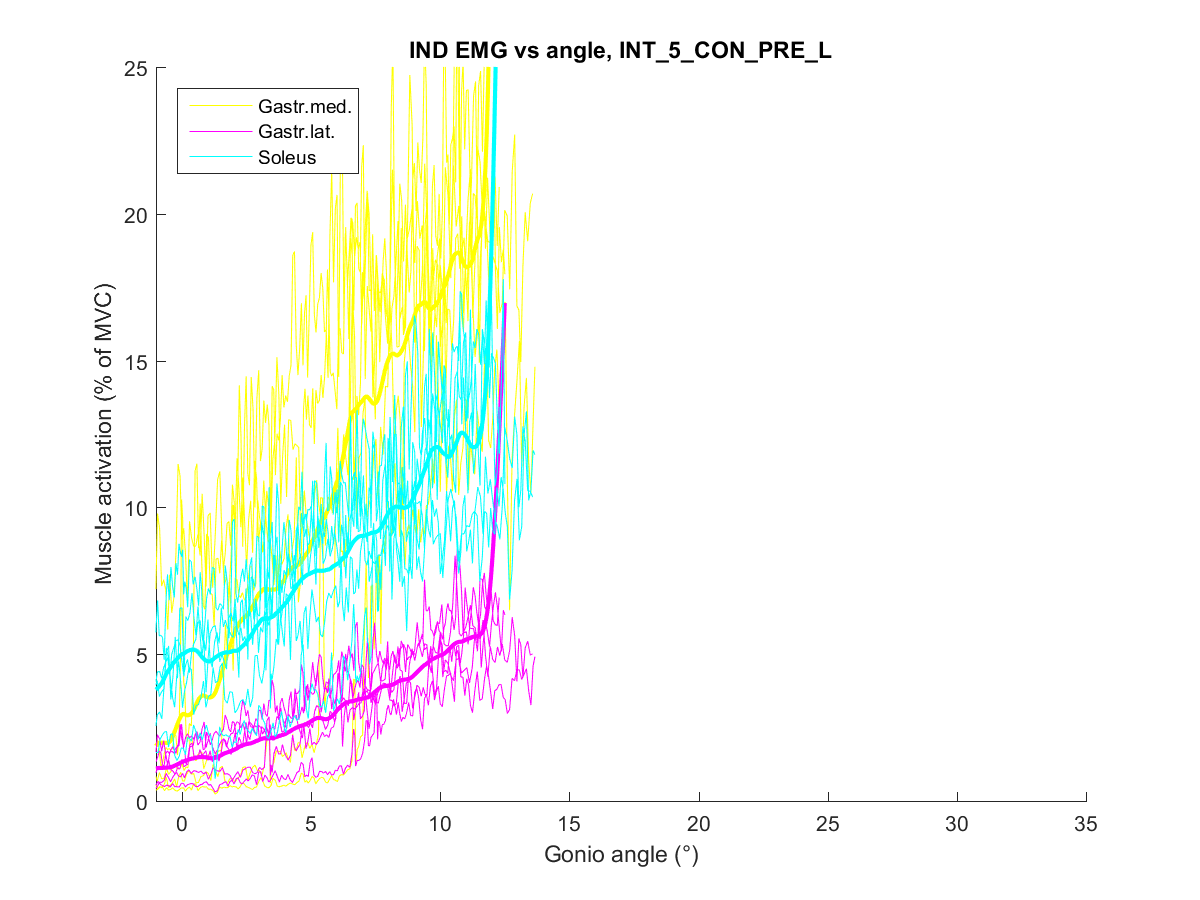 IND EMG vs angle, INT_5_CON_PRE_L
25
20
15
10
5
0
Muscle activation (% of MVC)
Gastr.med.
Gastr.lat.
Soleus
0 5 10 15 20 25 30 35
Gonio angle (°)